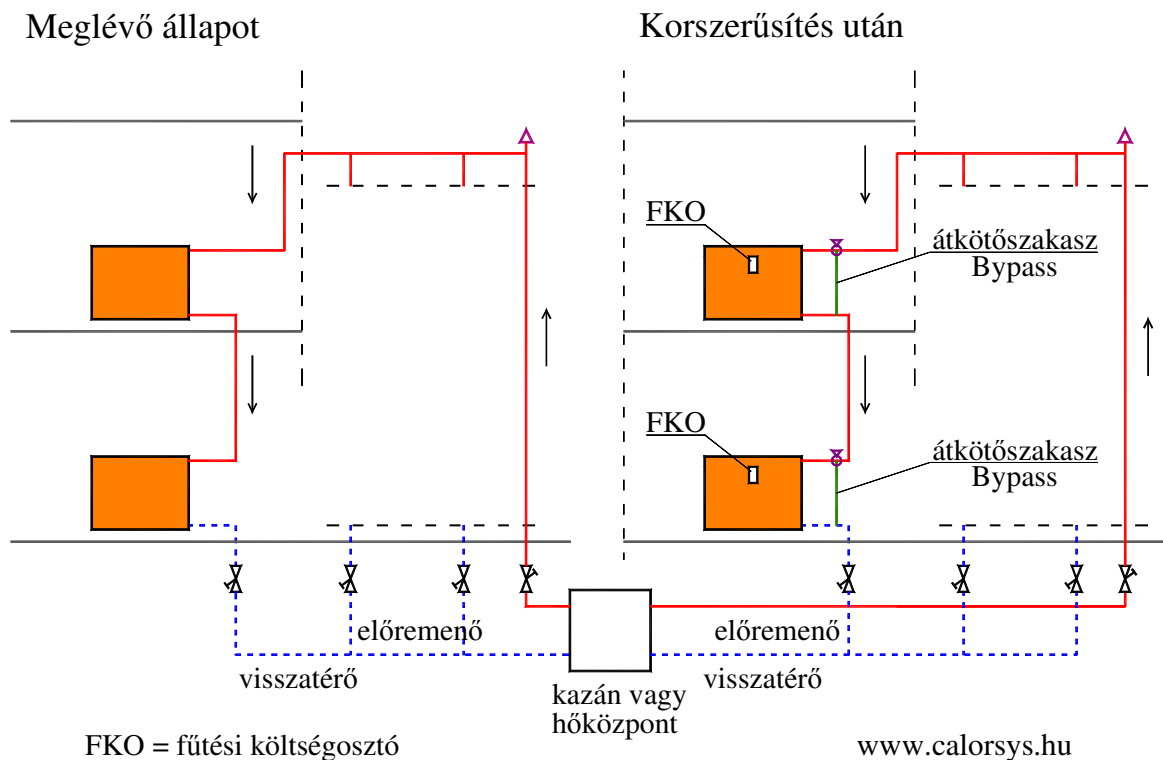 Meglévő állapot
Korszerűsítés után
FKO
átkötőszakasz
Bypass
FKO
átkötőszakasz
Bypass
előremenő
előremenő
visszatérő
visszatérő
kazán vagy
hőközpont
FKO = fűtési költségosztó
www.calorsys.hu